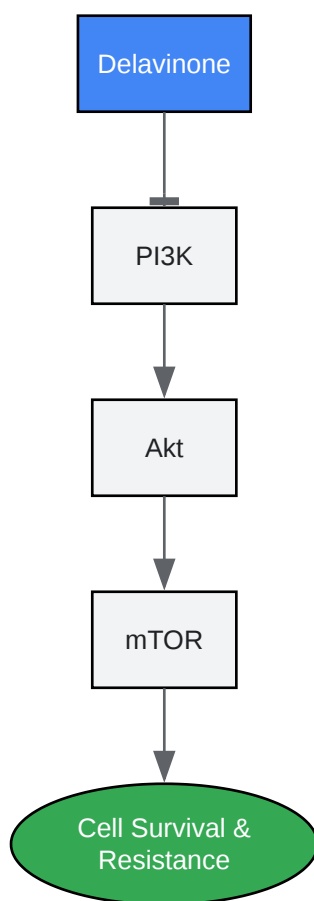 Delavinone
PI3K
Akt
mTOR
Cell Survival &
Resistance